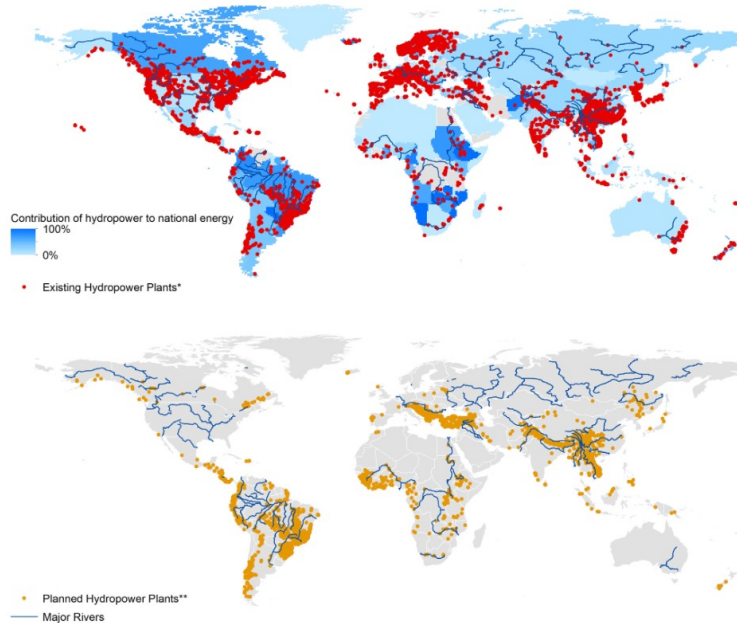 Contribution of hydropower to national energy
100%
0%
Existing Hydropower Plants*
Planned Hydropower Plants**
Major Rivers